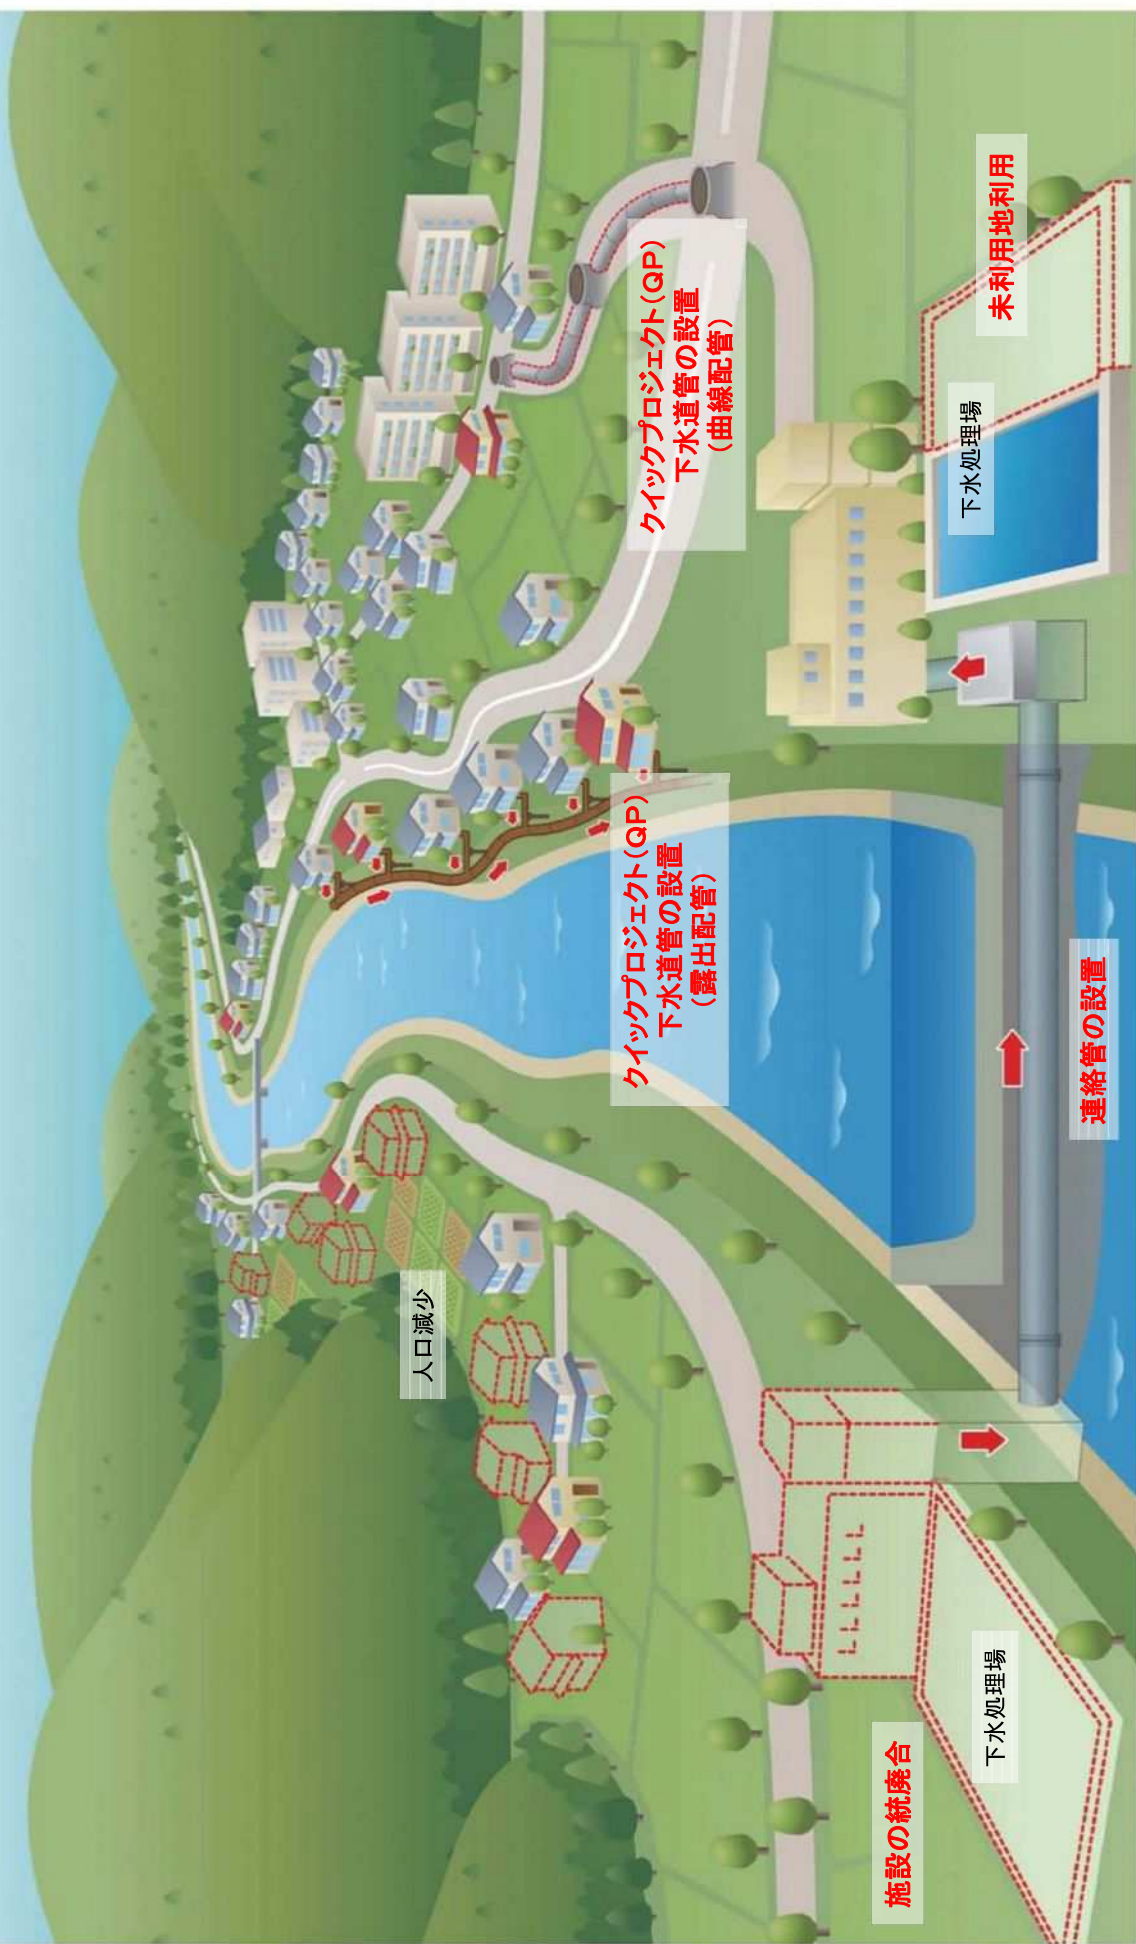 人口減少
施設の統廃合
下水処理場
クイックプロジェクト(QP)
下水道管の設置
(露出配管)
連絡管の設置
クイックプロジェクト(QP)
下水道管の設置
(曲線配管)
下水処理場
未利用地利用